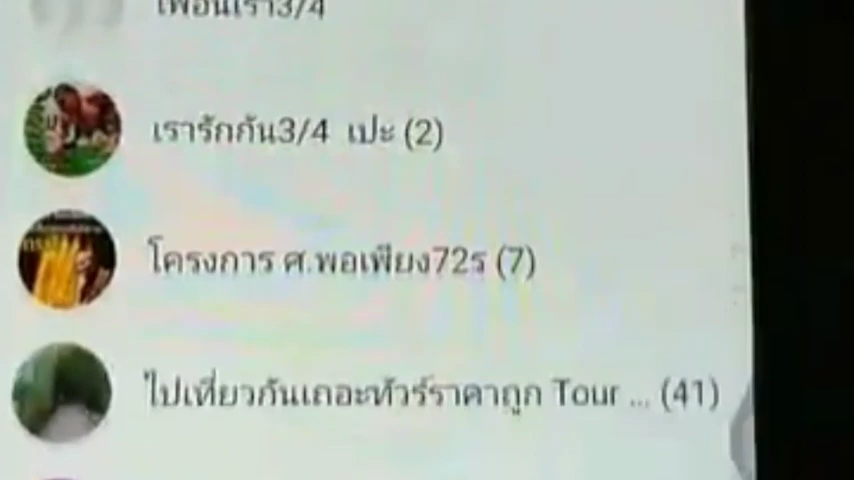 เพื่อนเรา3/4
เรารักกัน3/4 เปะ (2)
โครงการ ศ.พอเพียง72ร (7)
ไปเที่ยวกันเถอะทัวร์ราคาถูก Tour ... (41)